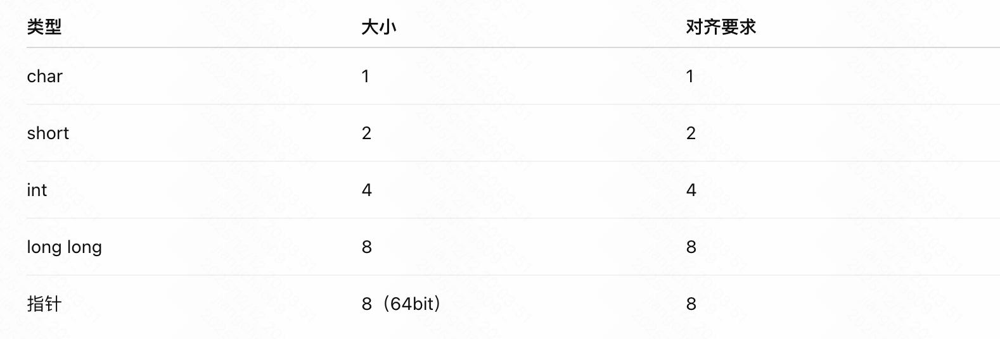 类型 大小 对齐要求
char 1 1
short 2 2
int 4 4
long long 8 8
指针 8（64bit） 8